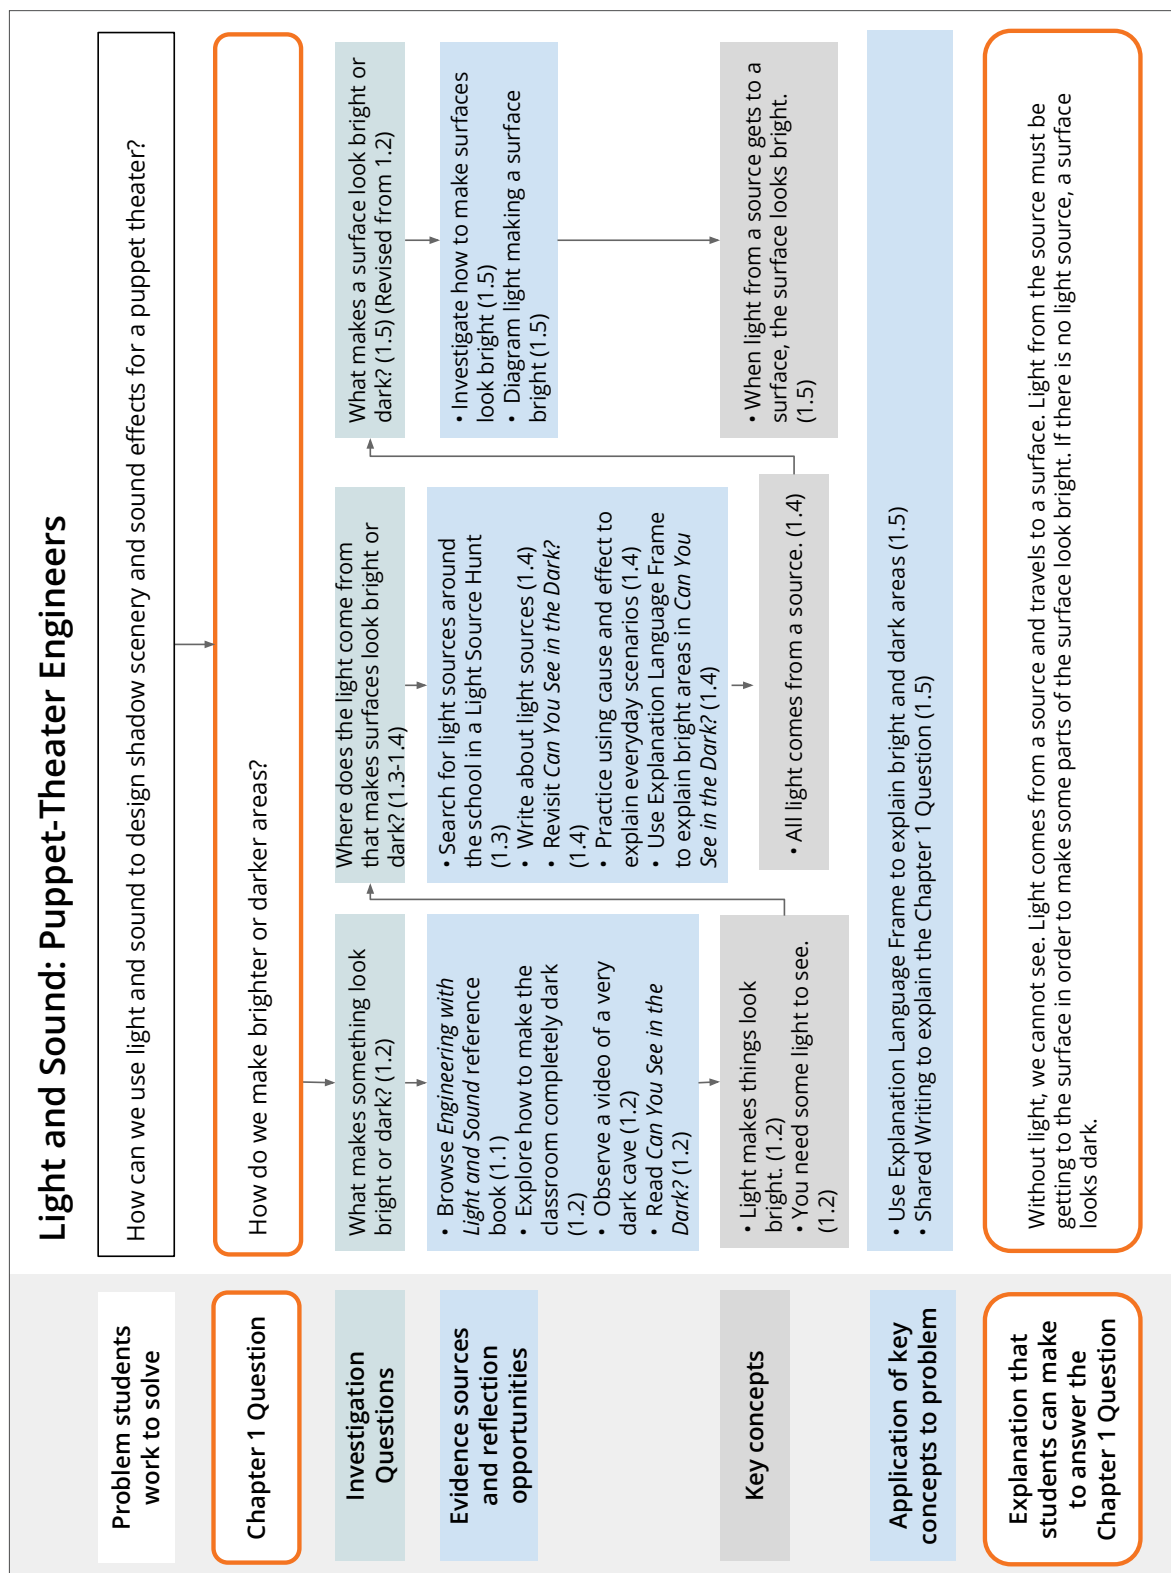 Light and Sound: Puppet-Theater Engineers
Problem students
work to solve
How can we use light and sound to design shadow scenery and sound effects for a puppet theater?
Chapter 1 Question
How do we make brighter or darker areas?
Investigation
Questions
What makes something look
bright or dark? (1.2)
Where does the light come from
that makes surfaces look bright or
dark? (1.3-1.4)
What makes a surface look bright or
dark? (1.5) (Revised from 1.2)
Evidence sources
and reflection
opportunities
• Browse Engineering with
Light and Sound reference
book (1.1)
• Explore how to make the
classroom completely dark
(1.2)
• Observe a video of a very
dark cave (1.2)
• Read Can You See in the
Dark? (1.2)
• Search for light sources around
the school in a Light Source Hunt
(1.3)
• Write about light sources (1.4)
• Revisit Can You See in the Dark?
(1.4)
• Practice using cause and effect to
explain everyday scenarios (1.4)
• Use Explanation Language Frame
to explain bright areas in Can You
See in the Dark? (1.4)
• Investigate how to make surfaces
look bright (1.5)
• Diagram light making a surface
bright (1.5)
Key concepts
• Light makes things look
bright. (1.2)
• You need some light to see.
(1.2)
• All light comes from a source. (1.4)
• When light from a source gets to a
surface, the surface looks bright.
(1.5)
Application of key
concepts to problem
• Use Explanation Language Frame to explain bright and dark areas (1.5)
• Shared Writing to explain the Chapter 1 Question (1.5)
Explanation that
students can make
to answer the
Chapter 1 Question
Without light, we cannot see. Light comes from a source and travels to a surface. Light from the source must be
getting to the surface in order to make some parts of the surface look bright. If there is no light source, a surface
looks dark.